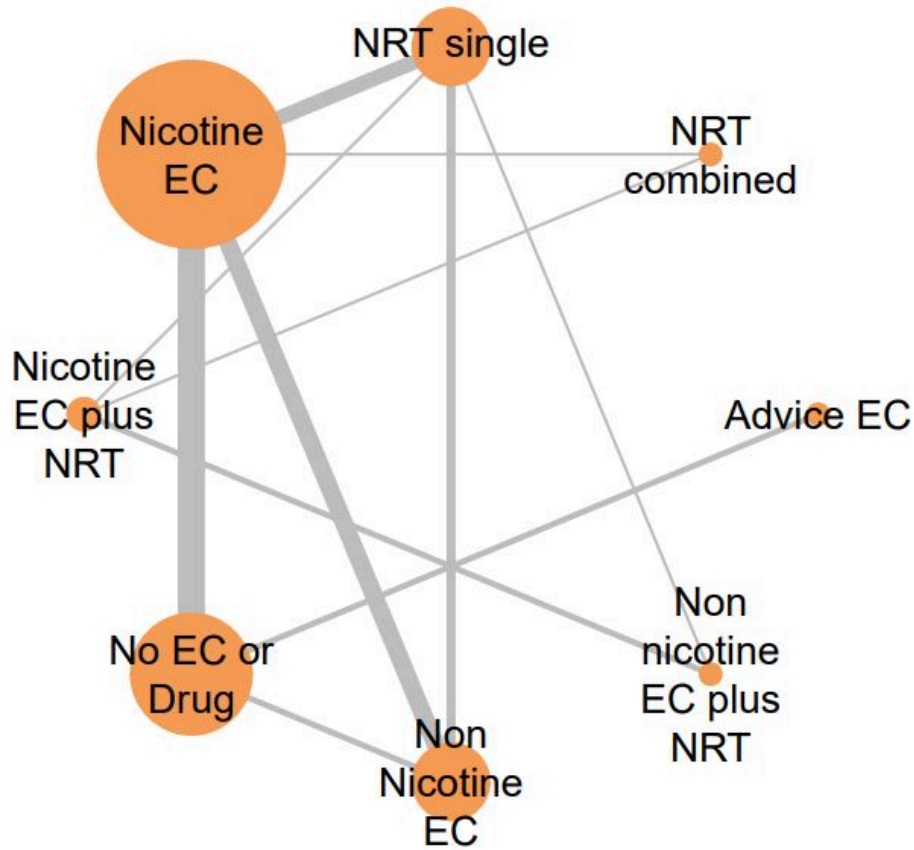 NRT single
Nicotine
EC
NRT
combined
Nicotine
EC plus
NRT
Advice EC
No EC or
Drug
Non
nicotine
EC plus
NRT
Non
Nicotine
EC